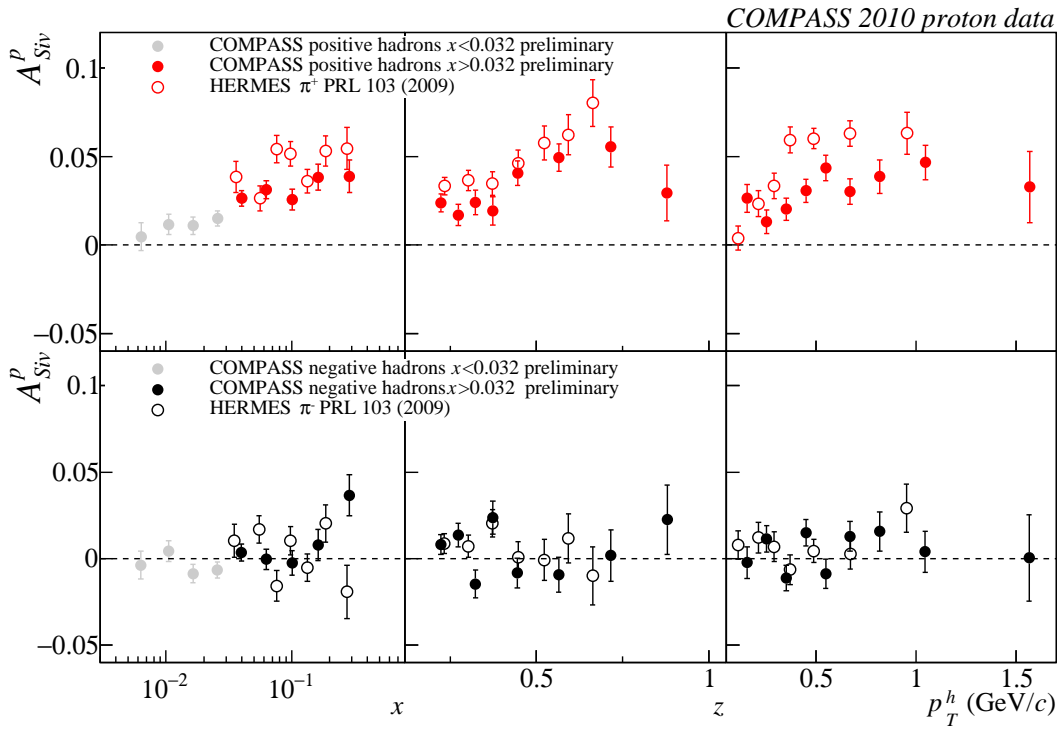 COMPASS 2010 proton data
A^p_Siv
0.1
0.05
0
−0.05
COMPASS positive hadrons x<0.032 preliminary
COMPASS positive hadrons x>0.032 preliminary
HERMES π+ PRL 103 (2009)
A^p_Siv
0.1
0.05
0
−0.05
COMPASS negative hadrons x<0.032 preliminary
COMPASS negative hadrons x>0.032 preliminary
HERMES π- PRL 103 (2009)
10^−2 10^−1 0.5 1 0.5 1 1.5
x z p_T^h (GeV/c)